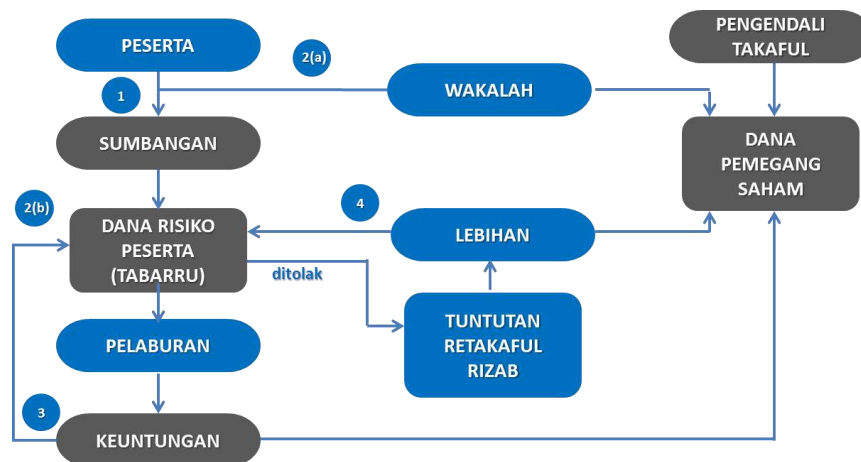 PESERTA
2(a)
PENGENDALI
TAKAFUL
1
WAKALAH
SUMBANGAN
DANA
PEMEGANG
SAHAM
2(b)
4
DANA RISIKO
PESERTA
(TABARRU)
LEBIHAN
ditolak
PELABURAN
TUNTUTAN
RETAKAFUL
RIZAB
3
KEUNTUNGAN